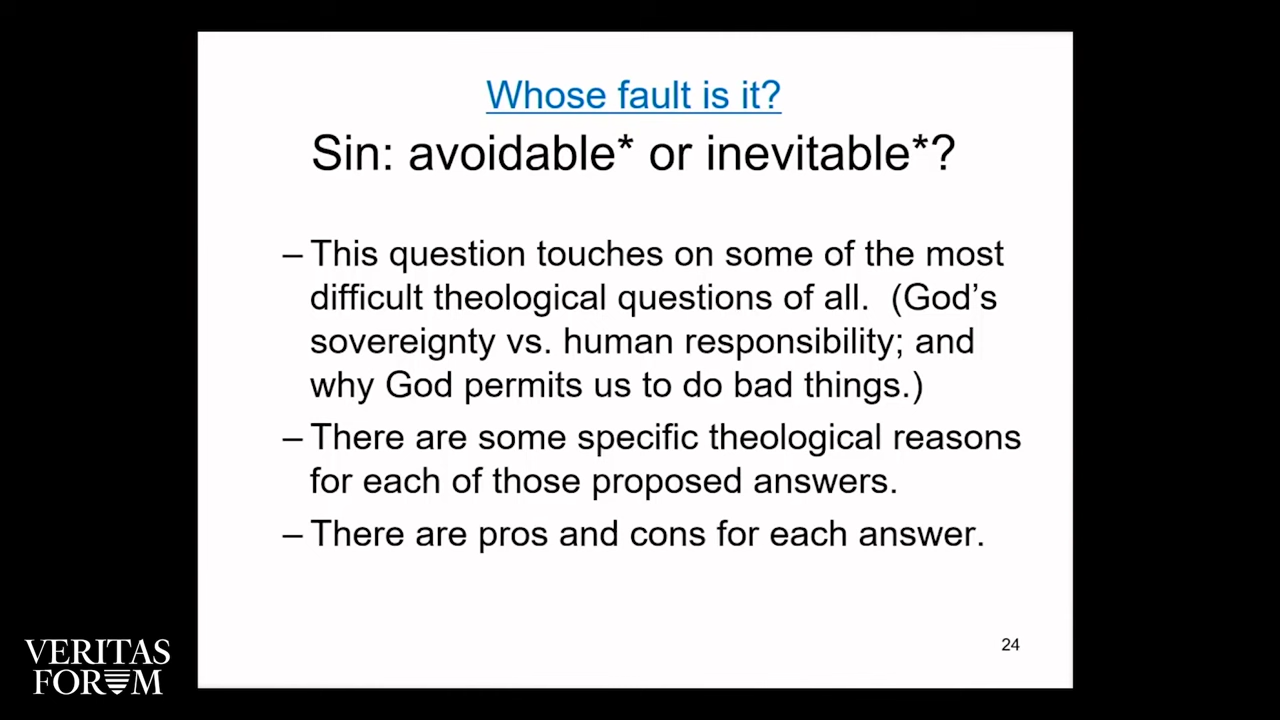 Whose fault is it?
Sin: avoidable* or inevitable*?
– This question touches on some of the most
difficult theological questions of all.  (God’s
sovereignty vs. human responsibility; and
why God permits us to do bad things.)
– There are some specific theological reasons
for each of those proposed answers.
– There are pros and cons for each answer.
24
VERITAS
FORUM